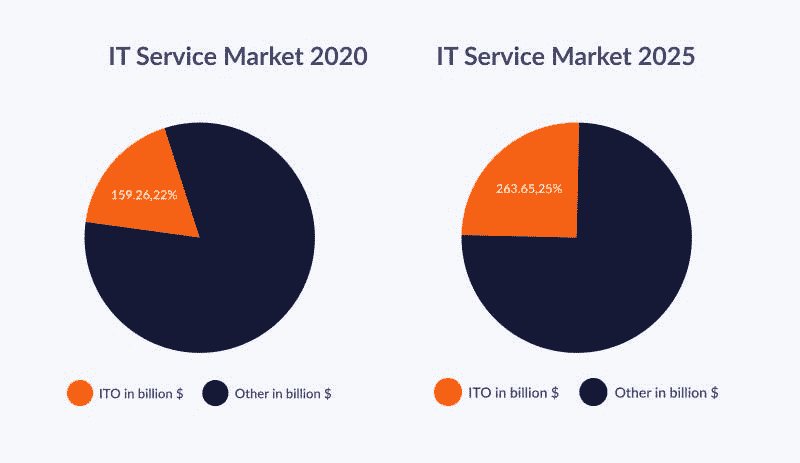 IT Service Market 2020
IT Service Market 2025
159.26,22%
263.65,25%
ITO in billion $
Other in billion $
ITO in billion $
Other in billion $